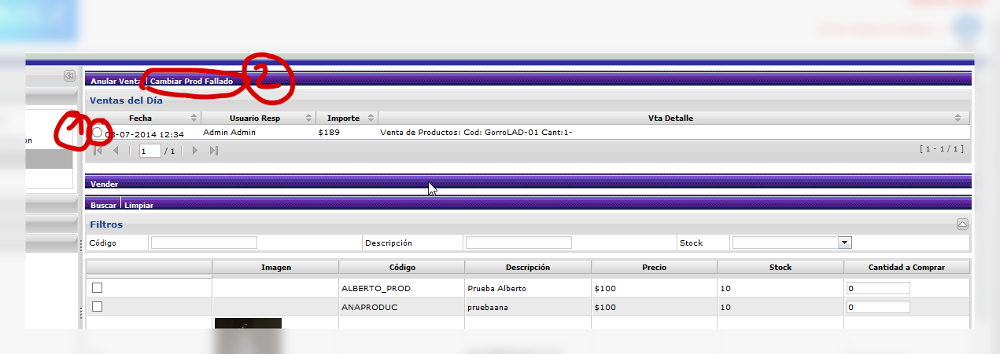 Anular Venta Cambiar Prod Fallado 2
Ventas del Día
Fecha Usuario Resp Importe Vta Detalle
1 03-07-2014 12:34 Admin Admin $189 Venta de Productos: Cod: GorroLAD-01 Cant:1-
1 / 1 [ 1 - 1 / 1 ]
Vender
Buscar Limpiar
Filtros
Código Descripción Stock
Imagen Código Descripción Precio Stock Cantidad a Comprar
ALBERTO_PROD Prueba Alberto $100 10 0
ANAPRODUC pruebaana $100 10 0